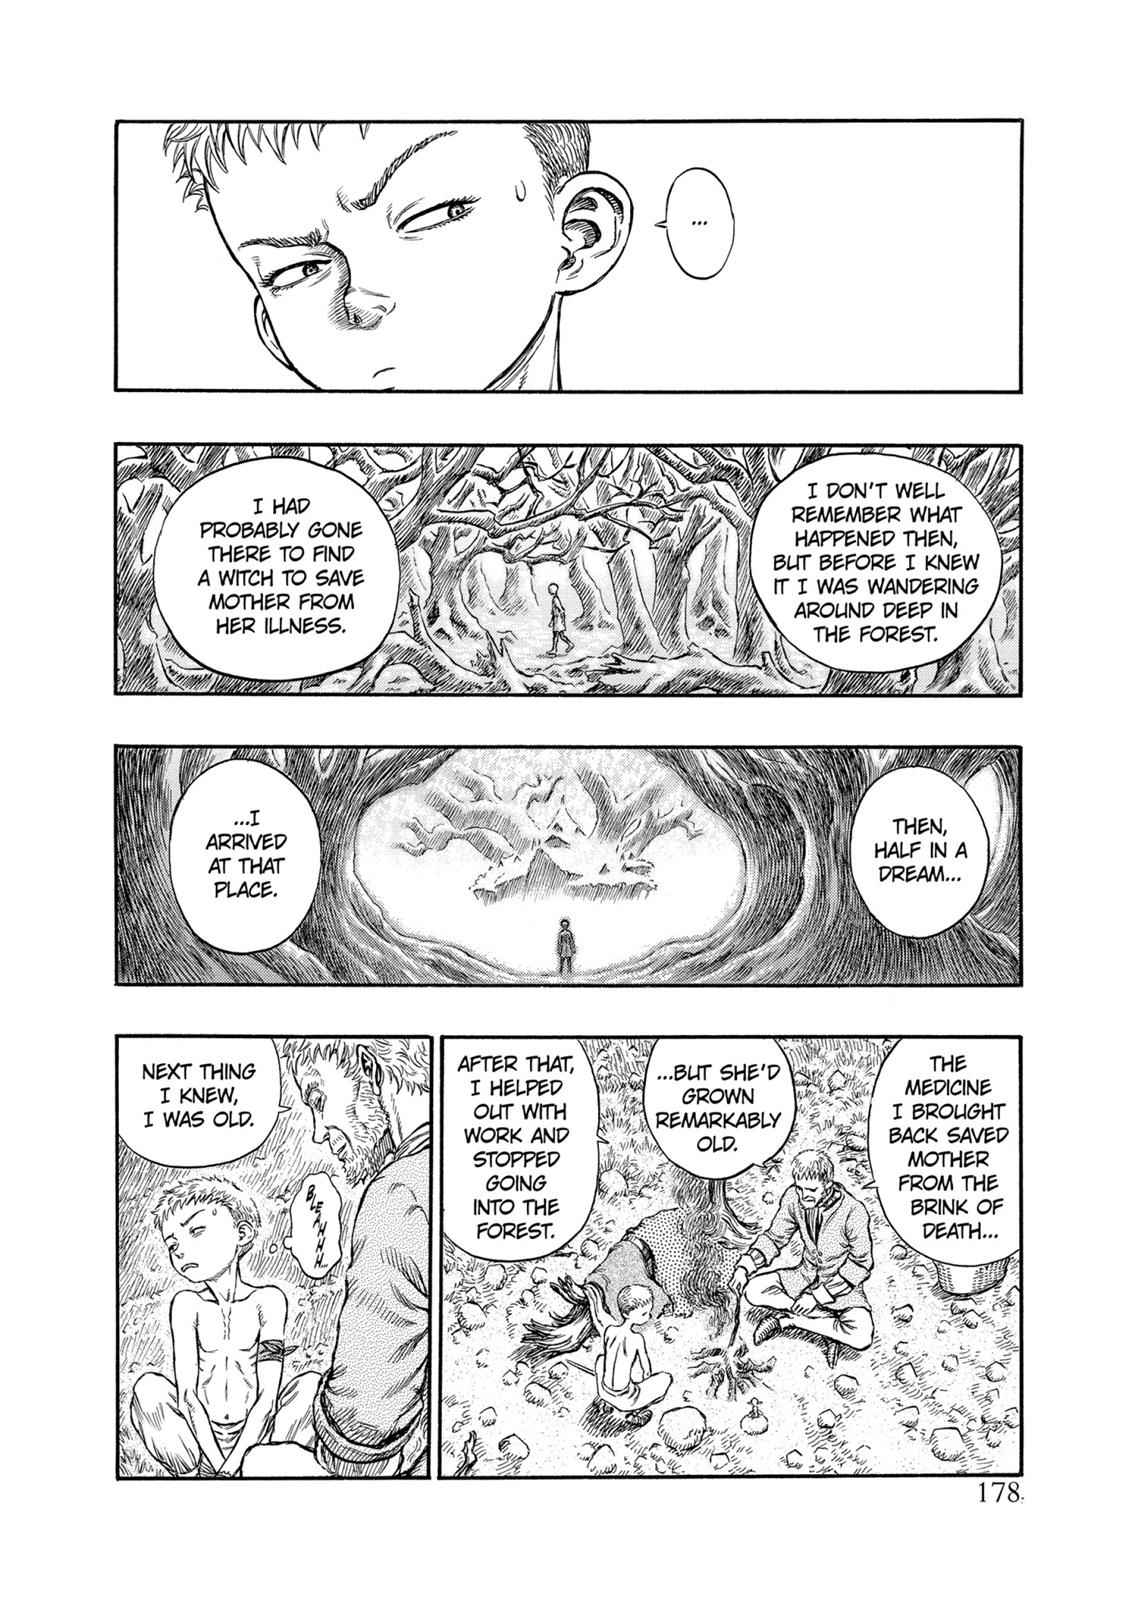 ...
I DON'T WELL
REMEMBER WHAT
HAPPENED THEN,
BUT BEFORE I KNEW
IT I WAS WANDERING
AROUND DEEP IN
THE FOREST.
I HAD
PROBABLY GONE
THERE TO FIND
A WITCH TO SAVE
MOTHER FROM
HER ILLNESS.
THEN,
HALF IN A
DREAM...
...I
ARRIVED
AT THAT
PLACE.
THE
MEDICINE
I BROUGHT
BACK SAVED
MOTHER
FROM THE
BRINK OF
DEATH...
...BUT SHE'D
GROWN
REMARKABLY
OLD.
AFTER THAT,
I HELPED
OUT WITH
WORK AND
STOPPED
GOING
INTO THE
FOREST.
NEXT THING
I KNEW,
I WAS OLD.
178